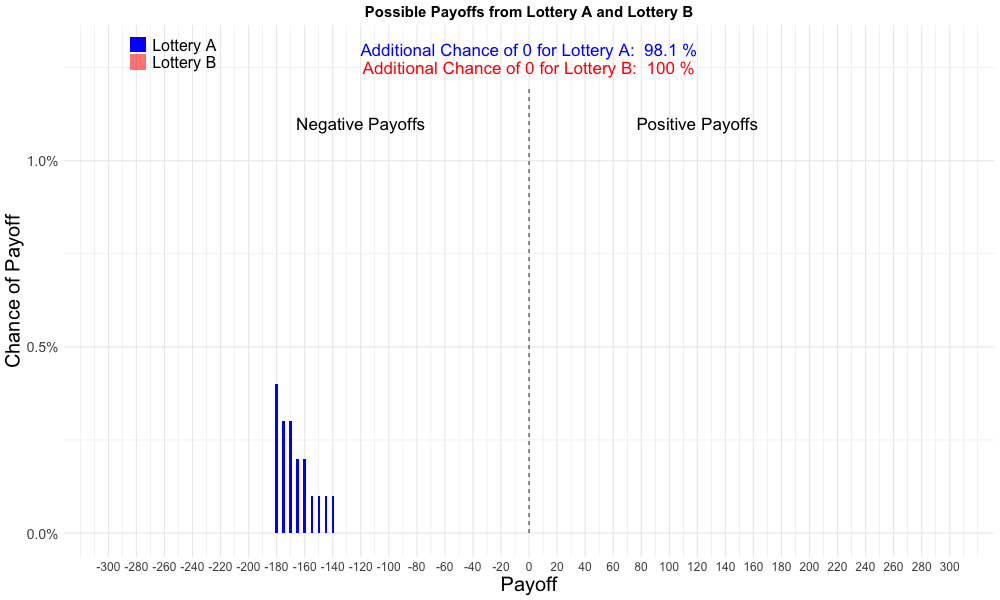 Possible Payoffs from Lottery A and Lottery B
Lottery A
Lottery B
Additional Chance of 0 for Lottery A:  98.1 %
Additional Chance of 0 for Lottery B:  100 %
Negative Payoffs
Positive Payoffs
Chance of Payoff
1.0%
0.5%
0.0%
-300 -280 -260 -240 -220 -200 -180 -160 -140 -120 -100 -80 -60 -40 -20 0 20 40 60 80 100 120 140 160 180 200 220 240 260 280 300
Payoff